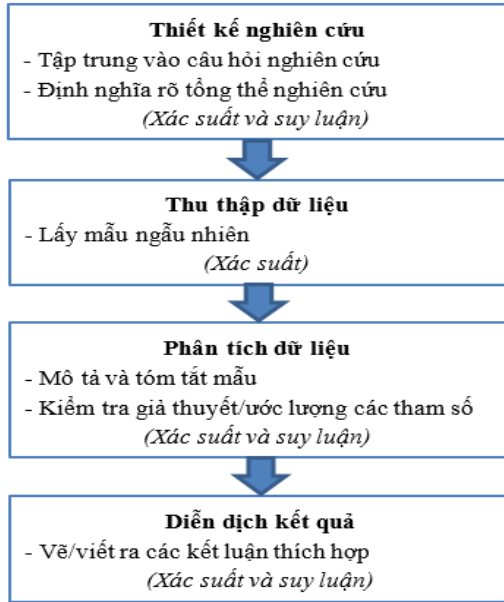 Thiết kế nghiên cứu
- Tập trung vào câu hỏi nghiên cứu
- Định nghĩa rõ tổng thể nghiên cứu
(Xác suất và suy luận)
Thu thập dữ liệu
- Lấy mẫu ngẫu nhiên
(Xác suất)
Phân tích dữ liệu
- Mô tả và tóm tắt mẫu
- Kiểm tra giả thuyết/ước lượng các tham số
(Xác suất và suy luận)
Diễn dịch kết quả
- Vẽ/viết ra các kết luận thích hợp
(Xác suất và suy luận)